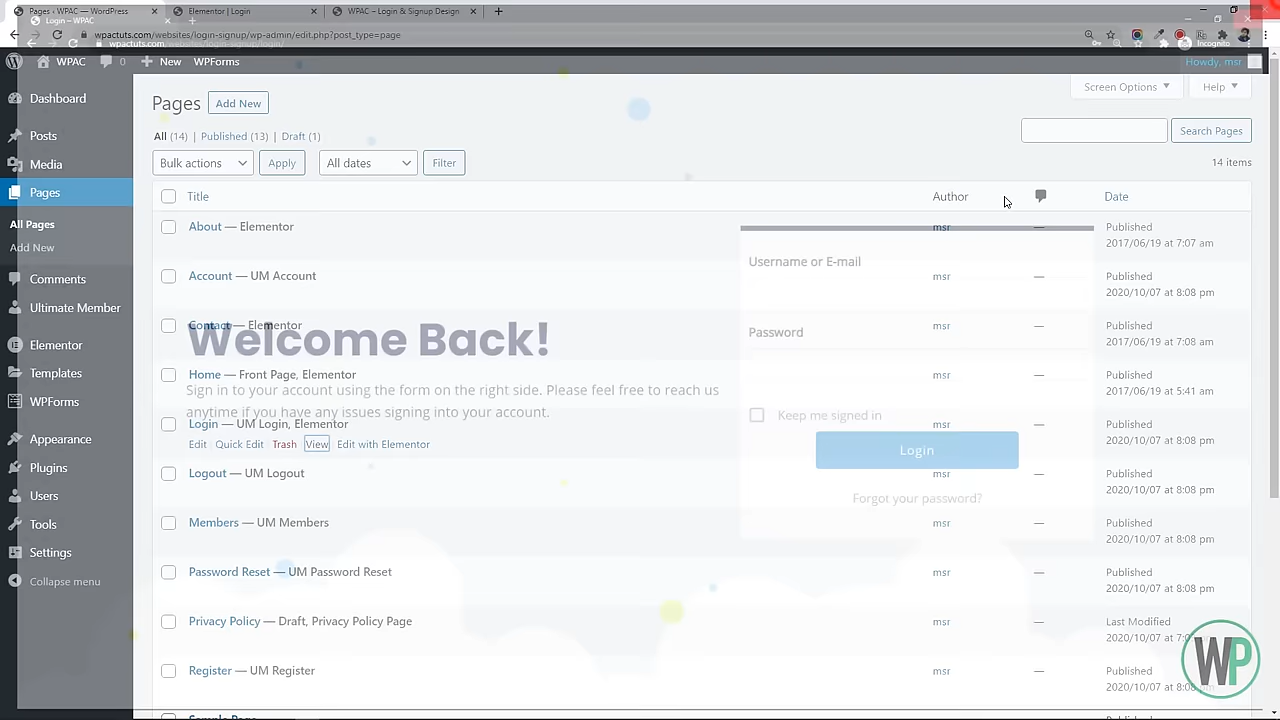 Pages ‹ WPAC — WordPress
Elementor | Login
WPAC – Login & Signup Design
Login – WPAC
wpactuts.com/websites/login-signup/wp-admin/edit.php?post_type=page
Incognito
WPAC
0
New
WPForms
Howdy, msr
Dashboard
Posts
Media
Pages
All Pages
Add New
Comments
Ultimate Member
Elementor
Templates
WPForms
Appearance
Plugins
Users
Tools
Settings
Collapse menu
Pages
Add New
Screen Options
Help
All (14) | Published (13) | Draft (1)
Search Pages
Bulk actions
Apply
All dates
Filter
14 items
Title
Author
Date
About — Elementor
msr
—
Published
2017/06/19 at 7:07 am
Account — UM Account
msr
—
Published
2020/10/07 at 8:08 pm
Contact — Elementor
msr
—
Published
2017/06/19 at 7:08 am
Home — Front Page, Elementor
msr
—
Published
2017/06/19 at 5:41 am
Login — UM Login, Elementor
msr
—
Published
2020/10/07 at 8:08 pm
Edit
Quick Edit
Trash
View
Edit with Elementor
Logout — UM Logout
msr
—
Published
2020/10/07 at 8:08 pm
Members — UM Members
msr
—
Published
2020/10/07 at 8:08 pm
Password Reset — UM Password Reset
msr
—
Published
2020/10/07 at 8:08 pm
Privacy Policy — Draft, Privacy Policy Page
msr
—
Last Modified
2020/10/07 at
Register — UM Register
msr
—
Published
2020/10/07 at
Sample Page
Welcome Back!
Sign in to your account using the form on the right side. Please feel free to reach us
anytime if you have any issues signing into your account.
Username or E-mail
Password
Keep me signed in
Login
Forgot your password?
WP